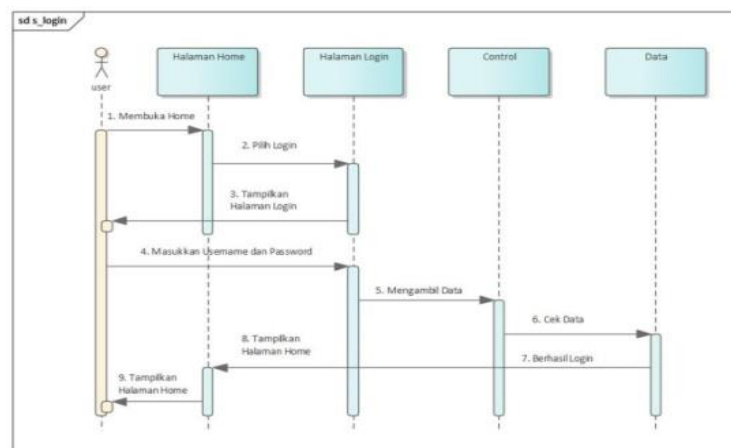 sd s_login
user
Halaman Home
Halaman Login
Control
Data
1. Membuka Home
2. Pilih Login
3. Tampilkan
Halaman Login
4. Masukkan Username dan Password
5. Mengambil Data
6. Cek Data
7. Berhasil Login
8. Tampilkan
Halaman Home
9. Tampilkan
Halaman Home